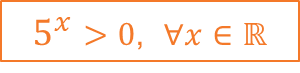 5^x > 0, ∀x ∈ ℝ